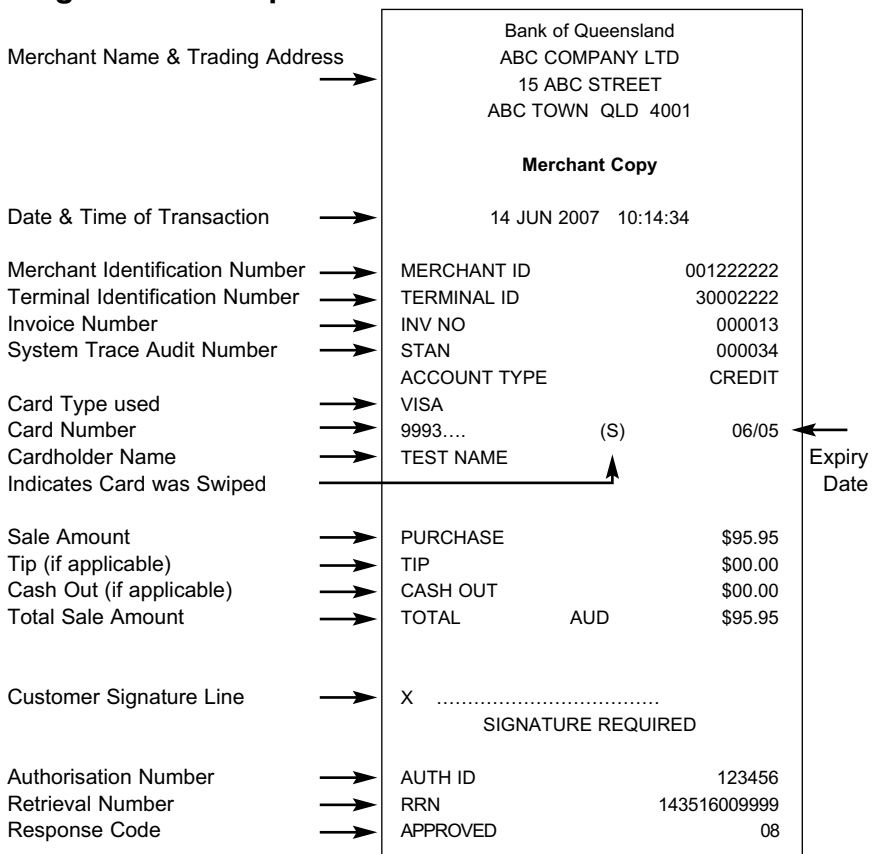 Bank of Queensland
Merchant Name & Trading Address ABC COMPANY LTD
15 ABC STREET
ABC TOWN QLD 4001
Merchant Copy
Date & Time of Transaction 14 JUN 2007 10:14:34
Merchant Identification Number MERCHANT ID 001222222
Terminal Identification Number TERMINAL ID 30002222
Invoice Number INV NO 000013
System Trace Audit Number STAN 000034
ACCOUNT TYPE CREDIT
Card Type used VISA
Card Number 9993.... (S) 06/05
Cardholder Name TEST NAME Expiry
Indicates Card was Swiped Date
Sale Amount PURCHASE $95.95
Tip (if applicable) TIP $00.00
Cash Out (if applicable) CASH OUT $00.00
Total Sale Amount TOTAL AUD $95.95
Customer Signature Line X ....................................
SIGNATURE REQUIRED
Authorisation Number AUTH ID 123456
Retrieval Number RRN 143516009999
Response Code APPROVED 08